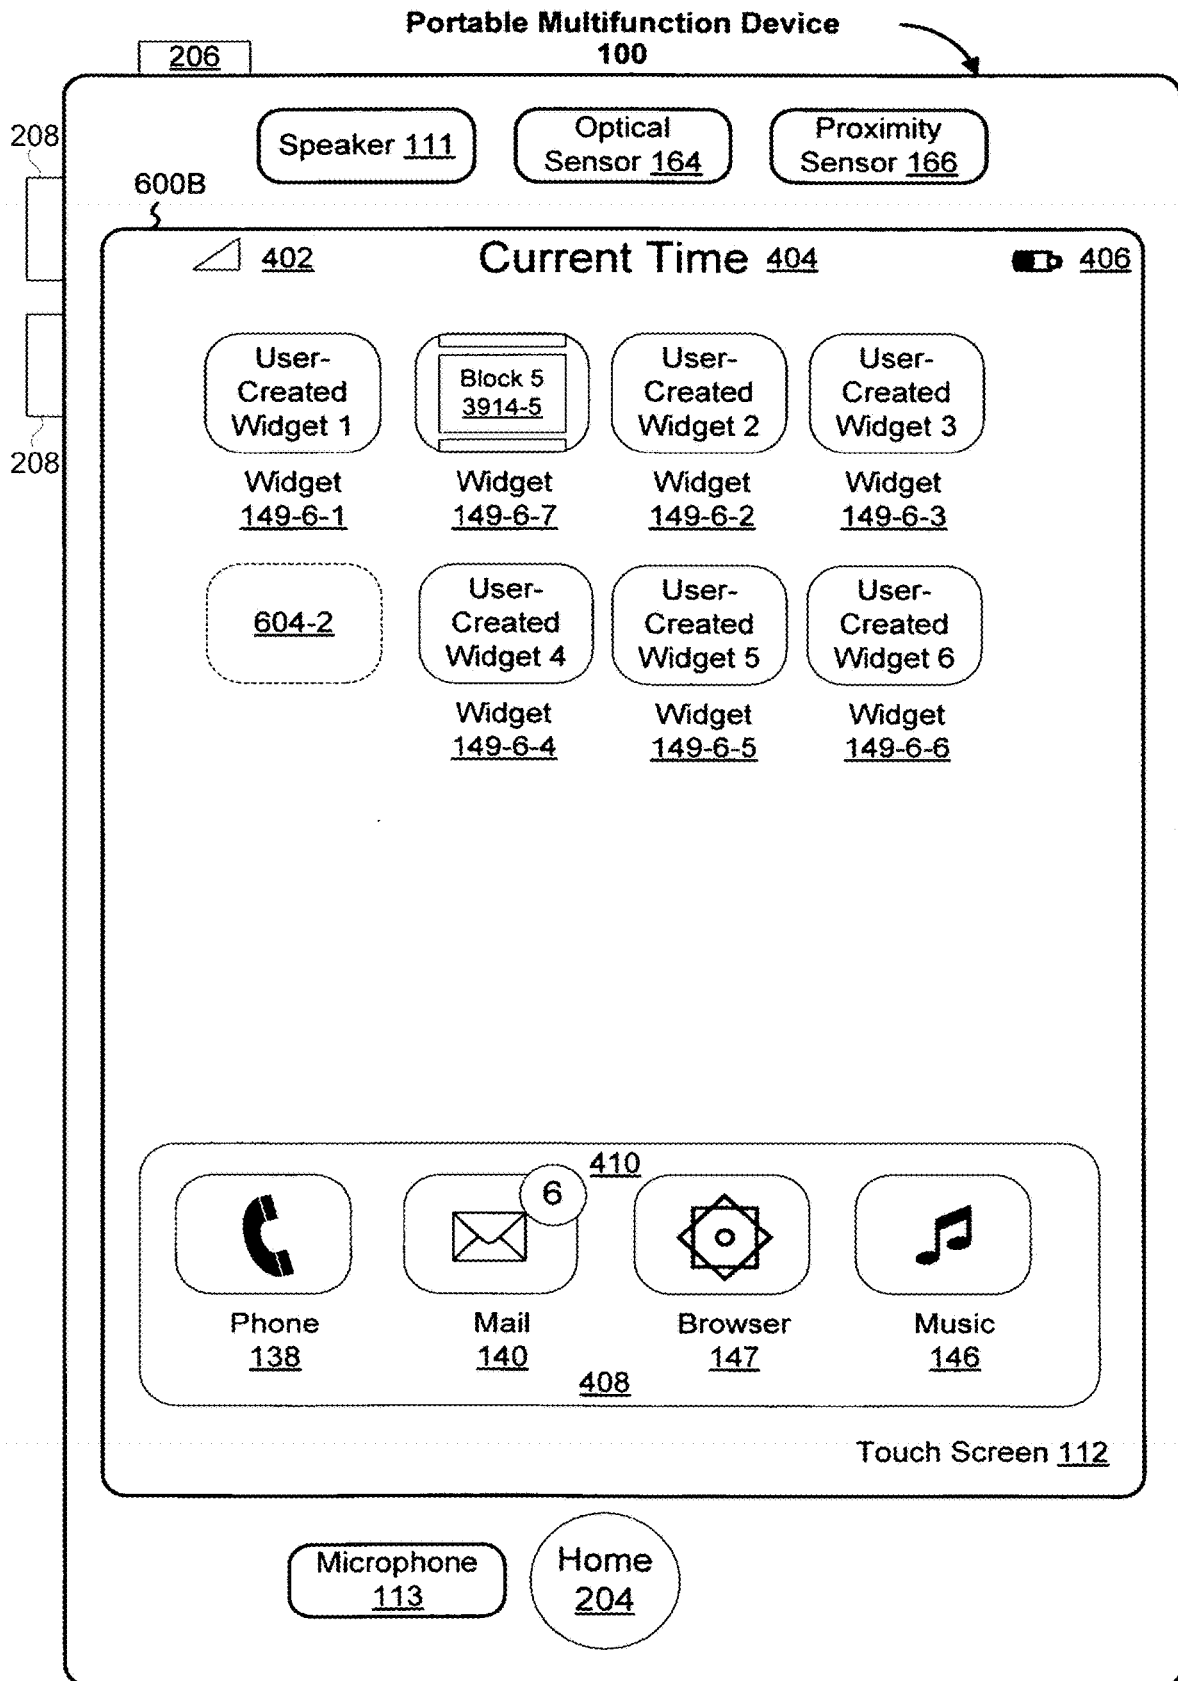 Portable Multifunction Device
100
206
208
Speaker 111
Optical
Sensor 164
Proximity
Sensor 166
600B
402
Current Time 404
406
User-
Created
Widget 1
Block 5
3914-5
User-
Created
Widget 2
User-
Created
Widget 3
208
Widget
149-6-1
Widget
149-6-7
Widget
149-6-2
Widget
149-6-3
604-2
User-
Created
Widget 4
User-
Created
Widget 5
User-
Created
Widget 6
Widget
149-6-4
Widget
149-6-5
Widget
149-6-6
410
6
Phone
138
Mail
140
Browser
147
Music
146
408
Touch Screen 112
Microphone
113
Home
204